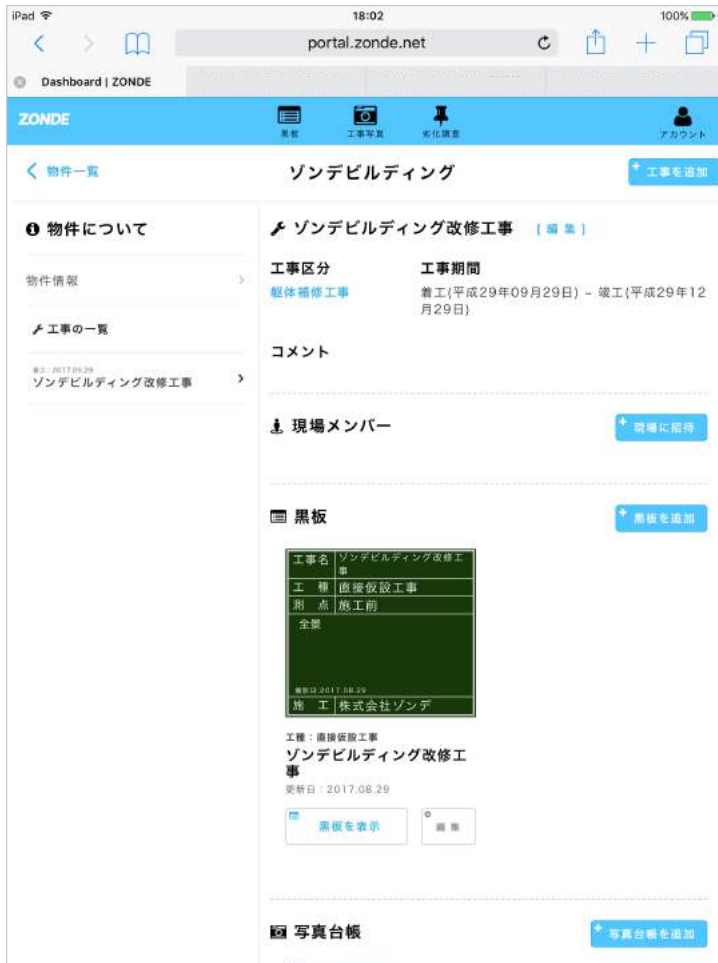 iPad
18:02
100%
portal.zonde.net
Dashboard | ZONDE
ZONDE
黒板
工事写真
劣化調査
アカウント
物件一覧
ゾンデビルディング
工事を追加
物件について
物件情報
工事の一覧
着工：2017.09.29
ゾンデビルディング改修工事
ゾンデビルディング改修工事 [ 編集 ]
工事区分
工事期間
躯体補修工事
着工(平成29年09月29日) – 竣工(平成29年12
月29日)
コメント
現場メンバー
現場に招待
黒板
黒板を追加
工事名 ゾンデビルディング改修工
事
工 種 直接仮設工事
測 点 施工前
全景
撮影日:2017.08.29
施 工 株式会社ゾンデ
工種：直接仮設工事
ゾンデビルディング改修工
事
更新日：2017.08.29
黒板を表示
編集
写真台帳
写真台帳を追加